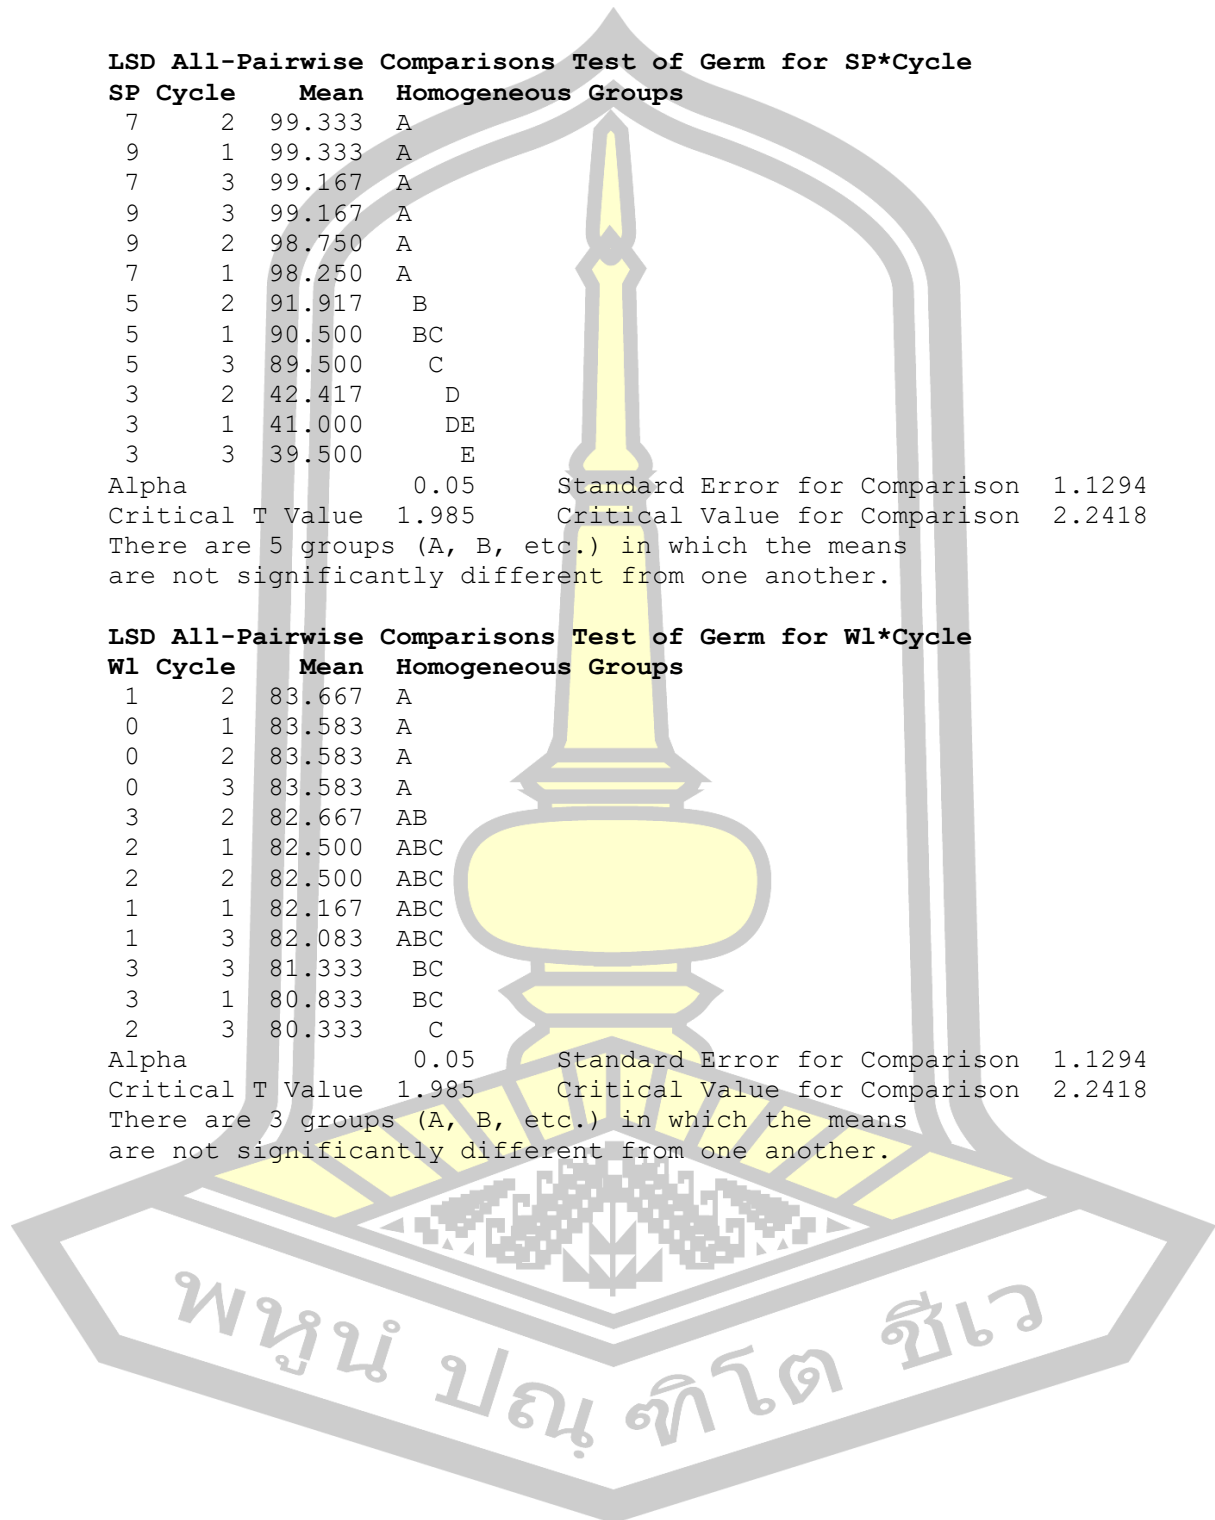 LSD All-Pairwise Comparisons Test of Germ for SP*Cycle
SP Cycle Mean Homogeneous Groups
7 2 99.333 A
9 1 99.333 A
7 3 99.167 A
9 3 99.167 A
9 2 98.750 A
7 1 98.250 A
5 2 91.917 B
5 1 90.500 BC
5 3 89.500 C
3 2 42.417 D
3 1 41.000 DE
3 3 39.500 E
Alpha 0.05 Standard Error for Comparison 1.1294
Critical T Value 1.985 Critical Value for Comparison 2.2418
There are 5 groups (A, B, etc.) in which the means
are not significantly different from one another.
LSD All-Pairwise Comparisons Test of Germ for Wl*Cycle
Wl Cycle Mean Homogeneous Groups
1 2 83.667 A
0 1 83.583 A
0 2 83.583 A
0 3 83.583 A
3 2 82.667 AB
2 1 82.500 ABC
2 2 82.500 ABC
1 1 82.167 ABC
1 3 82.083 ABC
3 3 81.333 BC
3 1 80.833 BC
2 3 80.333 C
Alpha 0.05 Standard Error for Comparison 1.1294
Critical T Value 1.985 Critical Value for Comparison 2.2418
There are 3 groups (A, B, etc.) in which the means
are not significantly different from one another.
พหูนํ ปณฺฑิโต ชีเว